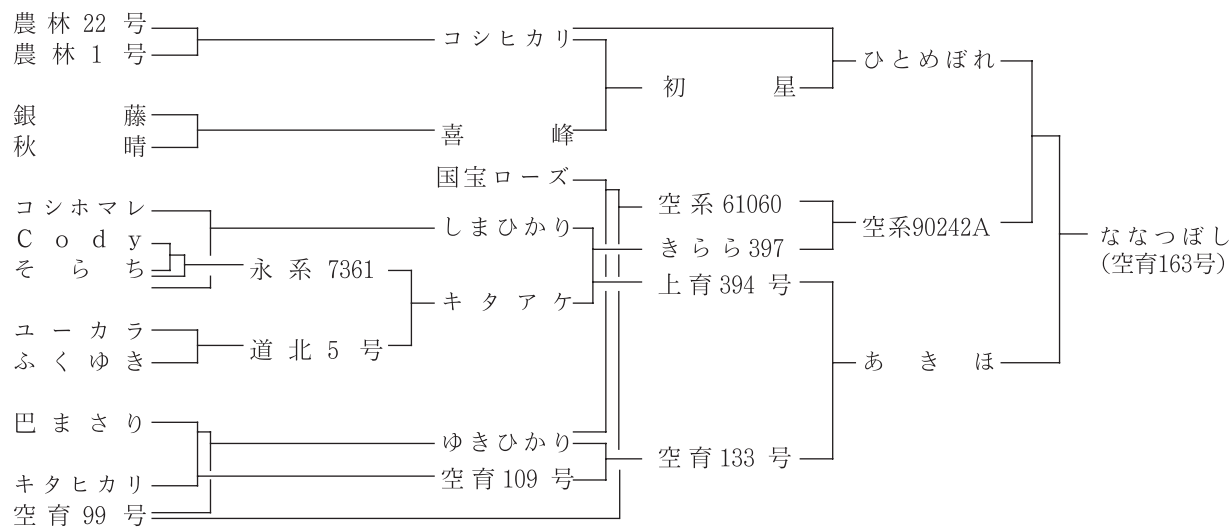 農林22号
農林1号
コシヒカリ
ひとめぼれ
初星
銀藤
秋晴
喜峰
国宝ローズ
コシホマレ
しまひかり
空系61060
空系90242A
Cody
そらち
永系7361
きらら397
ななつぼし
(空育163号)
キタアケ
上育394号
ユーカラ
ふくゆき
道北5号
あきほ
巴まさり
ゆきひかり
空育133号
キタヒカリ
空育109号
空育99号